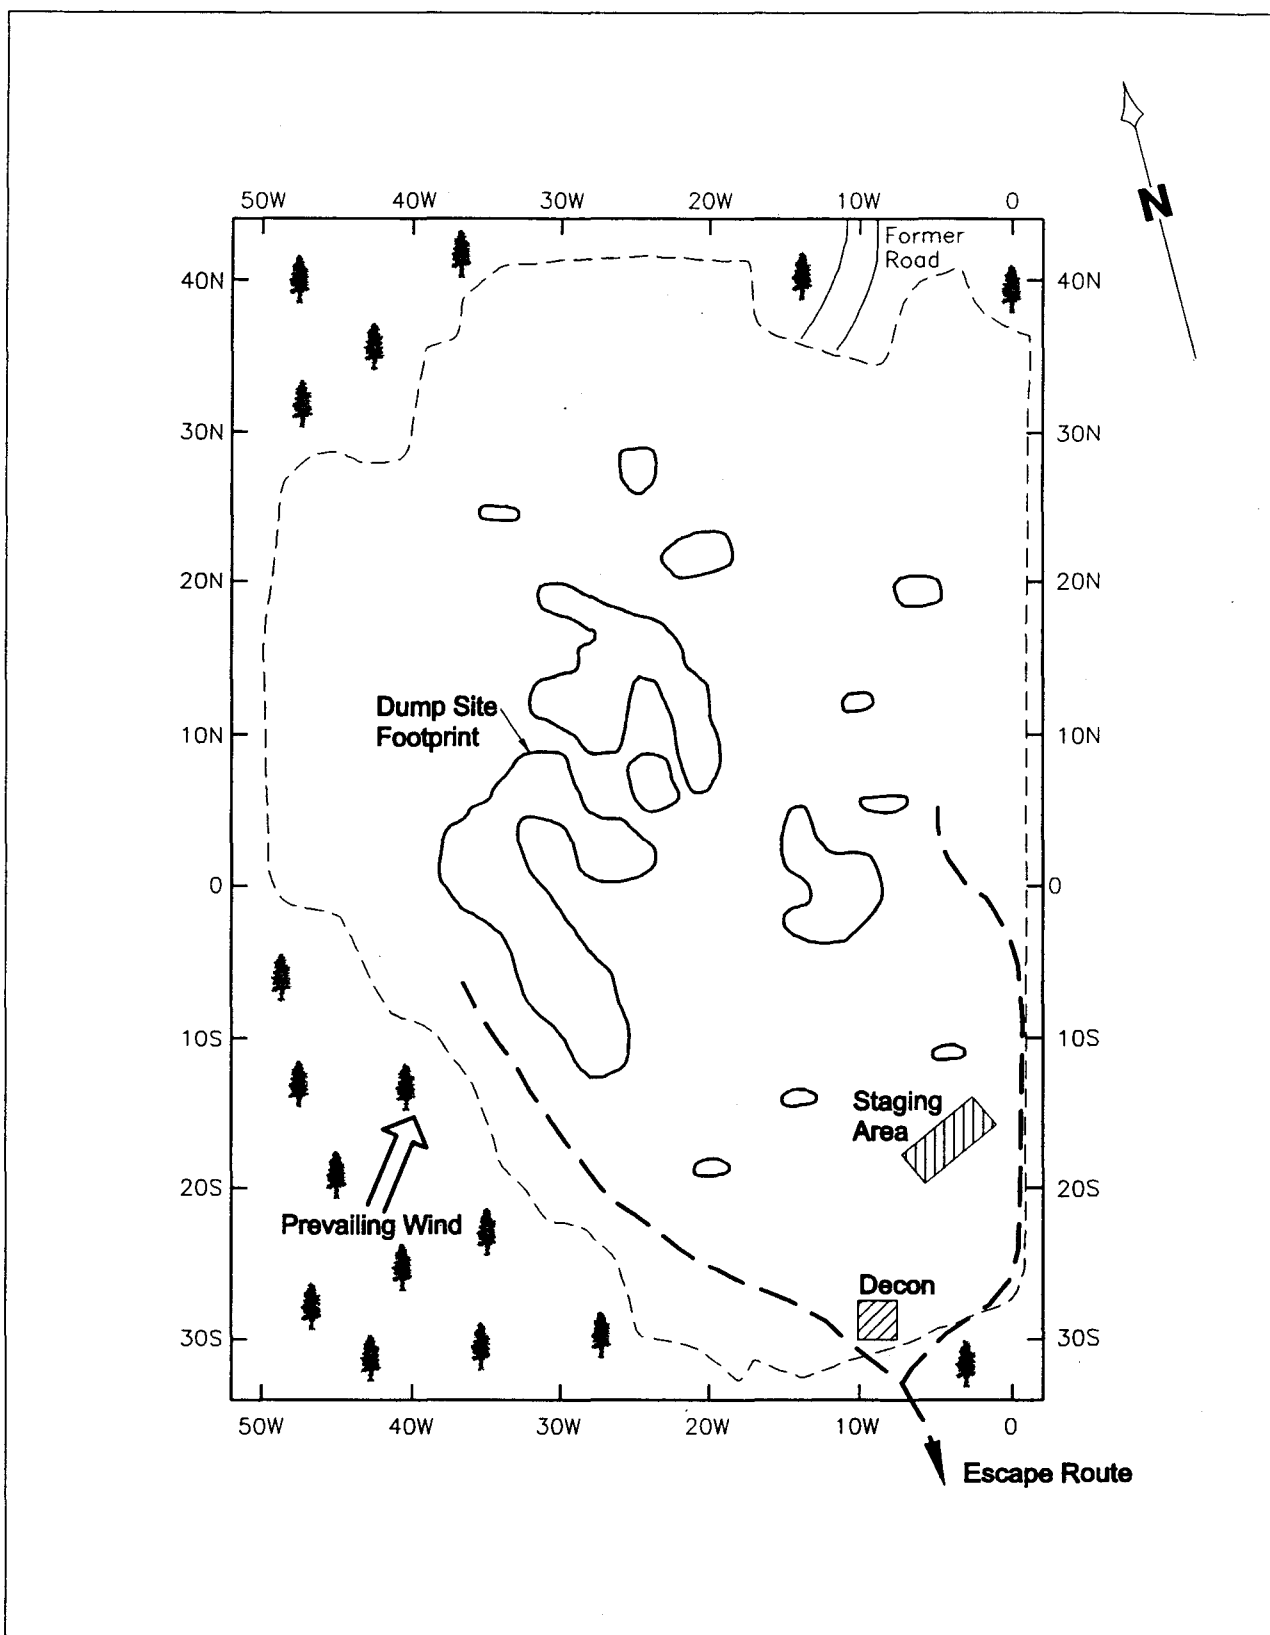 N
50W 40W 30W 20W 10W 0
Former
Road
40N 40N
30N 30N
20N 20N
Dump Site
Footprint
10N 10N
0 0
10S 10S
Staging
Area
20S 20S
Prevailing Wind
Decon
30S 30S
50W 40W 30W 20W 10W 0
Escape Route